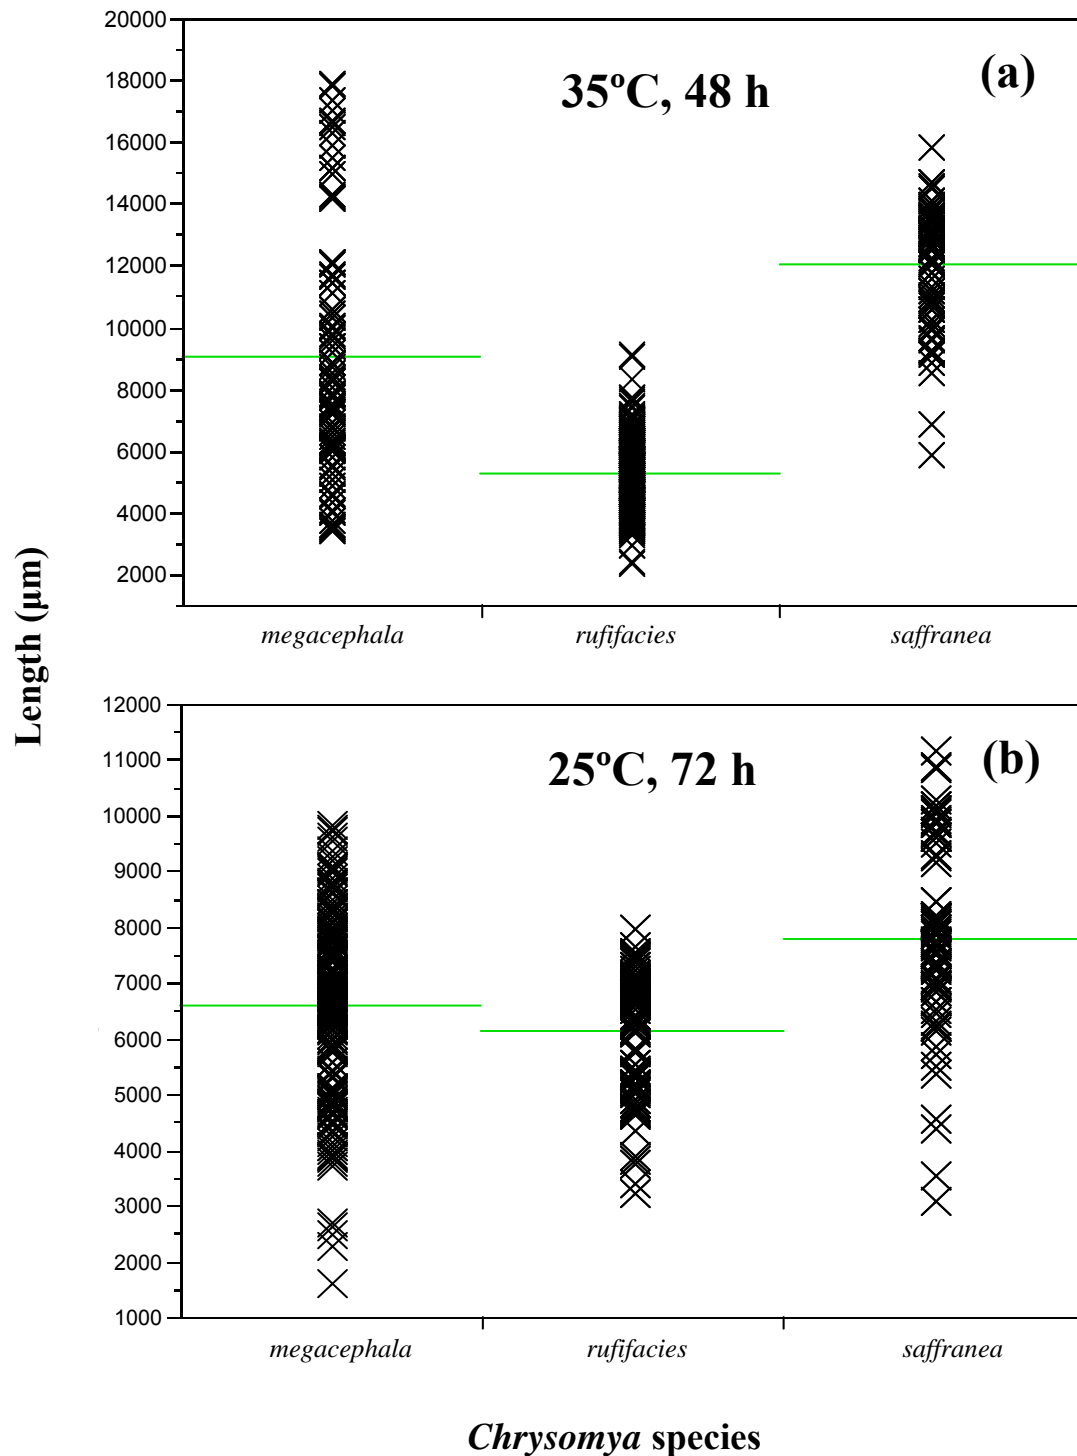 20000
18000
16000
14000
12000
10000
8000
6000
4000
2000
35ºC, 48 h
(a)
megacephala rufifacies saffranea
Length (µm)
12000
11000
10000
9000
8000
7000
6000
5000
4000
3000
2000
1000
25ºC, 72 h
(b)
megacephala rufifacies saffranea
Chrysomya species